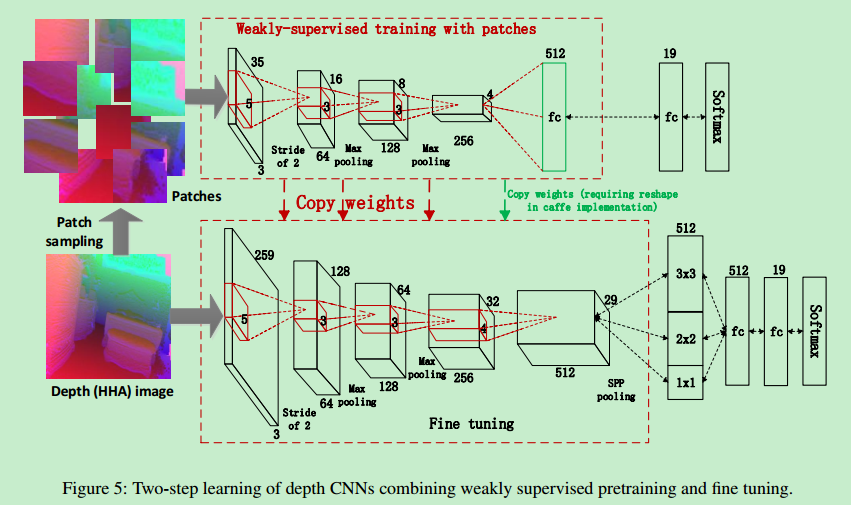 Weakly-supervised training with patches
35
5
3
Stride
of 2
16
3
64
Max
pooling
8
3
128
Max
pooling
4
256
512
fc
19
fc
Softmax
Patches
Patch
sampling
Copy weights
Copy weights (requiring reshape
in caffe implementation)
259
5
3
Stride
of 2
128
3
64
Max
pooling
64
3
128
Max
pooling
32
4
256
29
512
SPP
pooling
512
3x3
2x2
1x1
512
fc
19
fc
Softmax
Depth (HHA) image
Fine tuning
Figure 5: Two-step learning of depth CNNs combining weakly supervised pretraining and fine tuning.